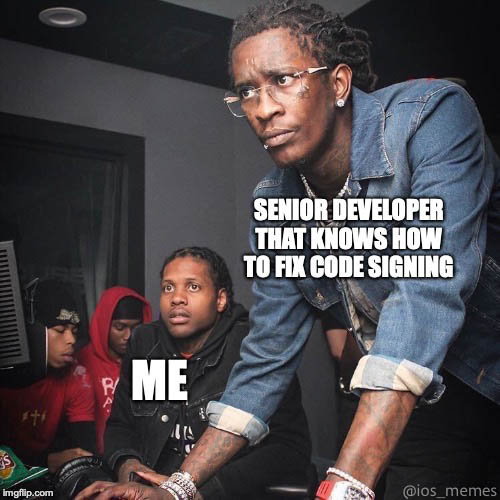 SENIOR DEVELOPER
THAT KNOWS HOW
TO FIX CODE SIGNING
ME
imgflip.com
@ios_memes